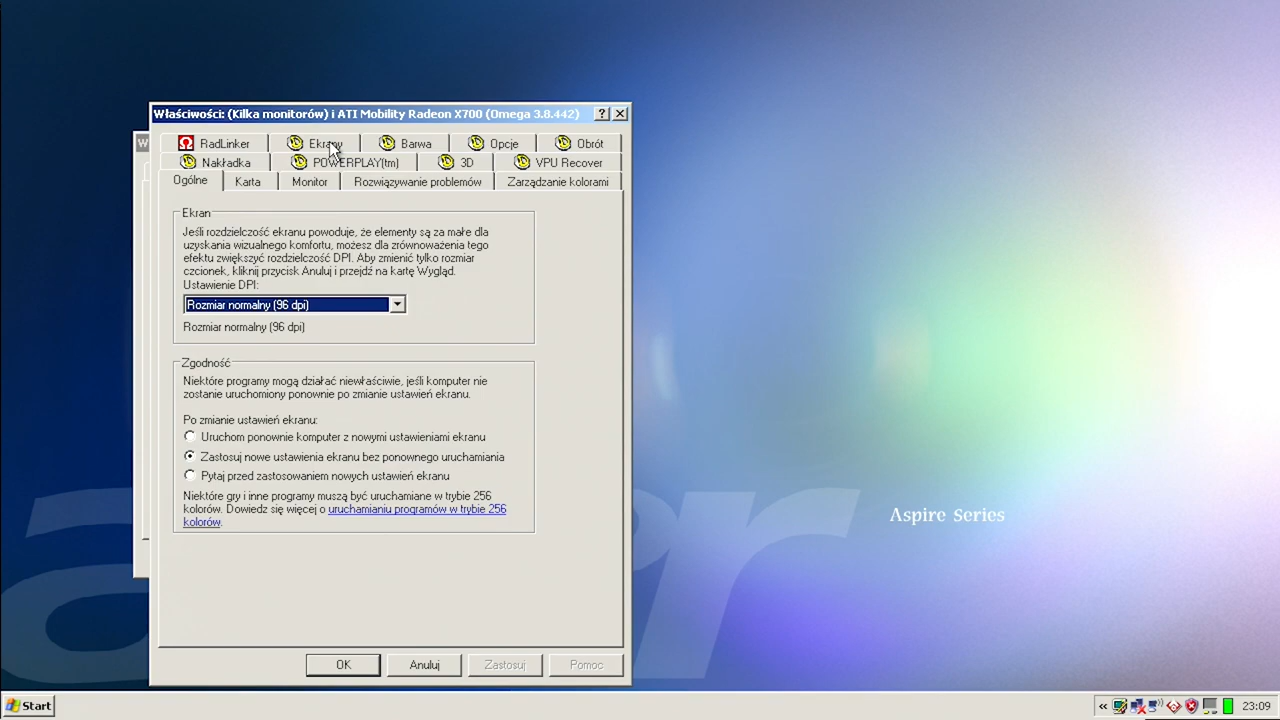 Właściwości: (Kilka monitorów) i ATI Mobility Radeon X700 (Omega 3.8.442)
W
RadLinker
Ekrany
Barwa
Opcje
Obrót
Nakładka
POWERPLAY(tm)
3D
VPU Recover
Ogólne
Karta
Monitor
Rozwiązywanie problemów
Zarządzanie kolorami
Ekran
Jeśli rozdzielczość ekranu powoduje, że elementy są za małe dla
uzyskania wizualnego komfortu, możesz dla zrównoważenia tego
efektu zwiększyć rozdzielczość DPI. Aby zmienić tylko rozmiar
czcionek, kliknij przycisk Anuluj i przejdź na kartę Wygląd.
Ustawienie DPI:
Rozmiar normalny (96 dpi)
Rozmiar normalny (96 dpi)
Zgodność
Niektóre programy mogą działać niewłaściwie, jeśli komputer nie
zostanie uruchomiony ponownie po zmianie ustawień ekranu.
Po zmianie ustawień ekranu:
Uruchom ponownie komputer z nowymi ustawieniami ekranu
Zastosuj nowe ustawienia ekranu bez ponownego uruchamiania
Pytaj przed zastosowaniem nowych ustawień ekranu
Niektóre gry i inne programy muszą być uruchamiane w trybie 256
kolorów. Dowiedz się więcej o uruchamianiu programów w trybie 256
kolorów.
OK
Anuluj
Zastosuj
Pomoc
Aspire Series
Start
23:09